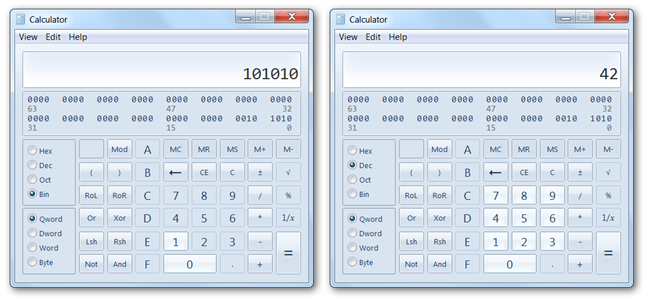 Calculator
View Edit Help
101010
0000 0000 0000 0000 0000 0000 0000 0000
63 47 32
0000 0000 0000 0000 0000 0000 0010 1010
31 15 0
Hex Mod A MC MR MS M+ M-
Dec ( ) B ← CE C ± √
Oct
Bin RoL RoR C 7 8 9 / %
Qword Or Xor D 4 5 6 * 1/x
Dword Lsh Rsh E 1 2 3 - =
Word
Byte Not And F 0 . +
Calculator
View Edit Help
42
0000 0000 0000 0000 0000 0000 0000 0000
63 47 32
0000 0000 0000 0000 0000 0000 0010 1010
31 15 0
Hex Mod A MC MR MS M+ M-
Dec ( ) B ← CE C ± √
Oct
Bin RoL RoR C 7 8 9 / %
Qword Or Xor D 4 5 6 * 1/x
Dword Lsh Rsh E 1 2 3 - =
Word
Byte Not And F 0 . +